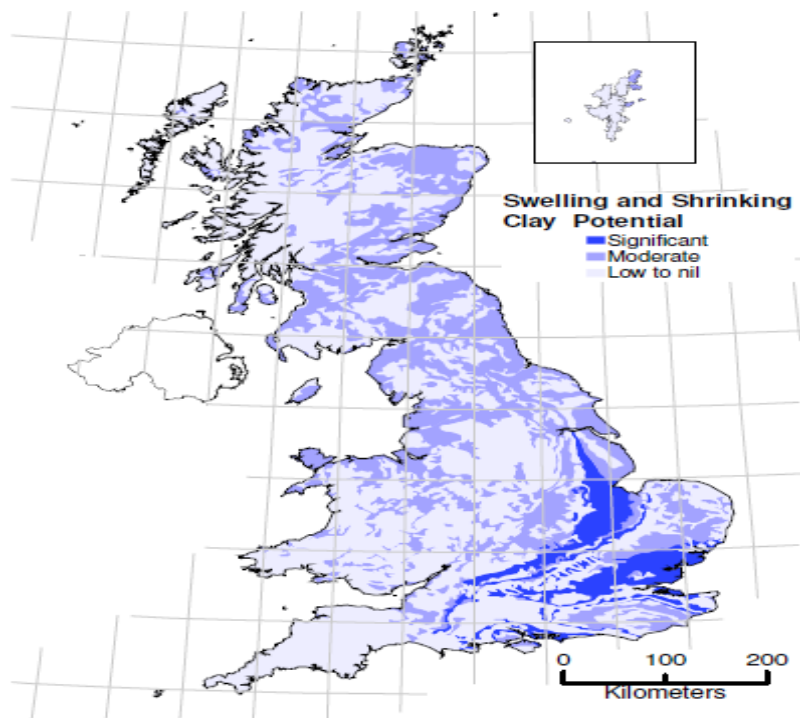 Swelling and Shrinking
Clay Potential
Significant
Moderate
Low to nil
0 100 200
Kilometers